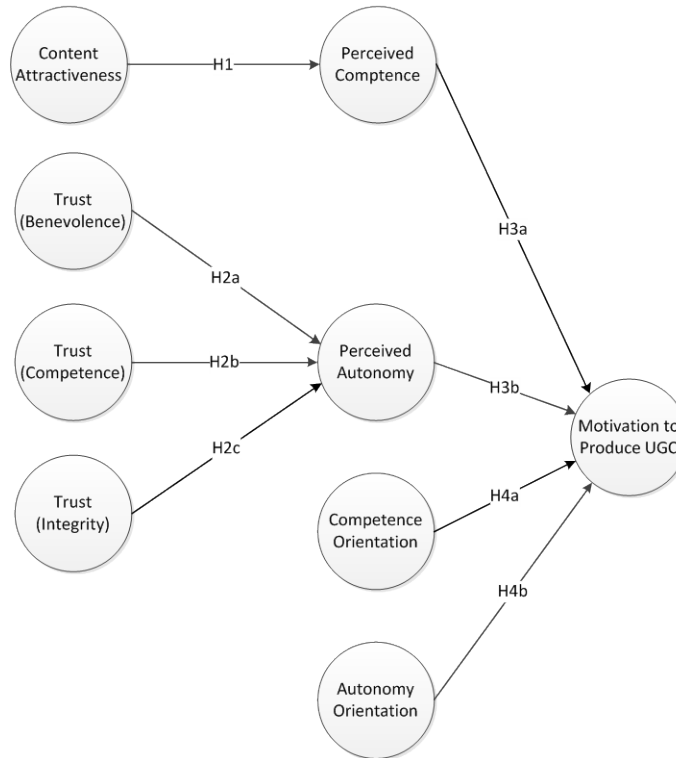 Content
Attractiveness
H1
Perceived
Comptence
Trust
(Benevolence)
H3a
H2a
Trust
(Competence)
H2b
Perceived
Autonomy
H3b
Motivation to
Produce UGC
H2c
Trust
(Integrity)
H4a
Competence
Orientation
H4b
Autonomy
Orientation